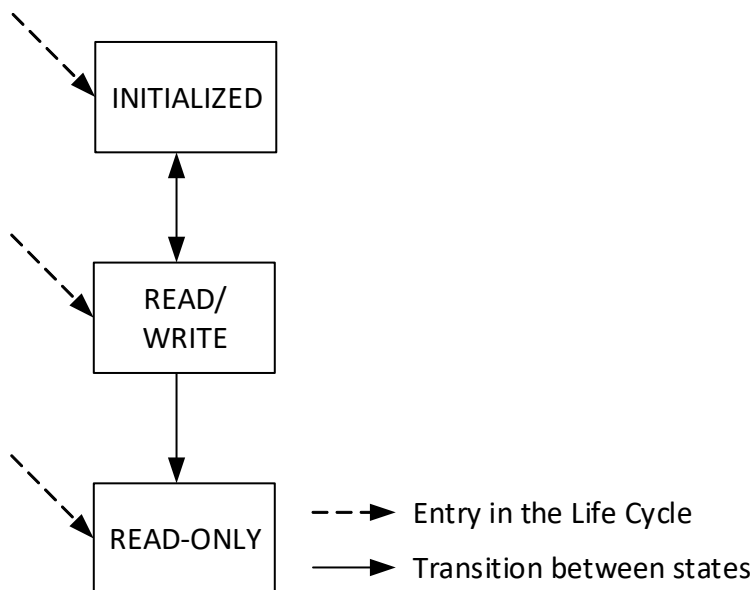 INITIALIZED
READ/
WRITE
READ-ONLY
Entry in the Life Cycle
Transition between states